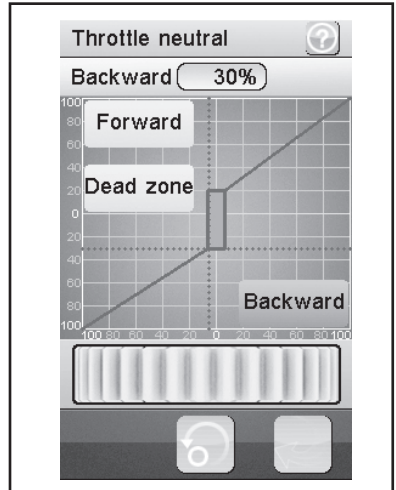 Throttle neutral ?
Backward 30%
100
80 Forward
60
40
20 Dead zone
0
20
40
60
80 Backward
100
100 80 60 40 20 0 20 40 60 80 100